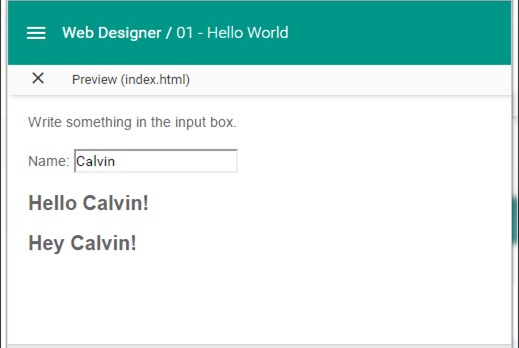 Web Designer / 01 - Hello World
Preview (index.html)
Write something in the input box.
Name: Calvin
Hello Calvin!
Hey Calvin!